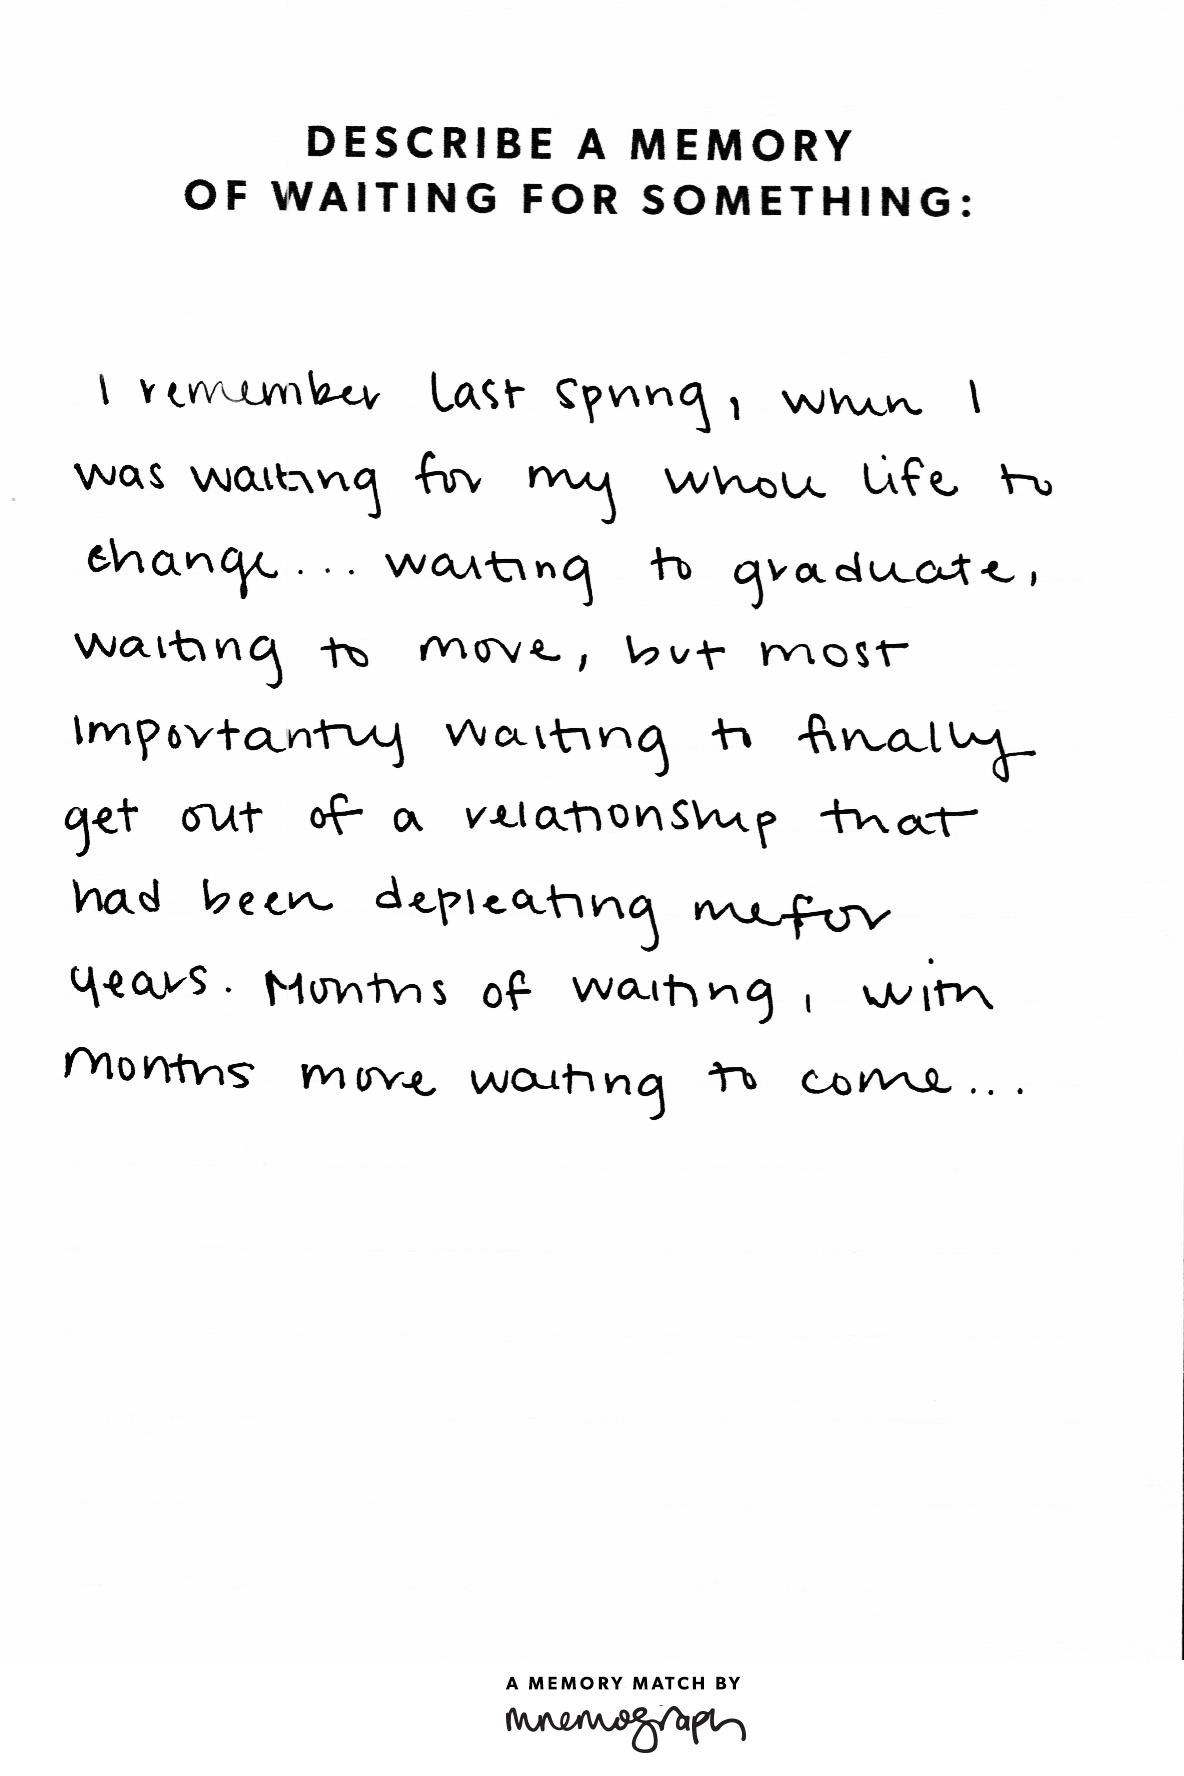 DESCRIBE A MEMORY
OF WAITING FOR SOMETHING:
I remember last spring, when I
was waiting for my whole life to
change... waiting to graduate,
waiting to move, but most
importantly waiting to finally
get out of a relationship that
had been depleating me for
years. Months of waiting, with
months more waiting to come...
A MEMORY MATCH BY
mnemograph